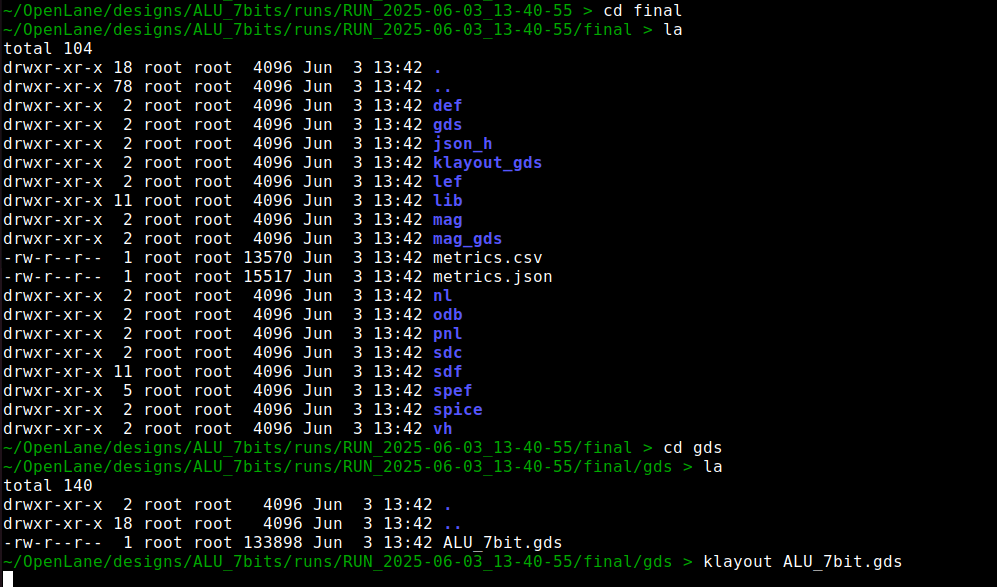 ~/OpenLane/designs/ALU_7bits/runs/RUN_2025-06-03_13-40-55 > cd final
~/OpenLane/designs/ALU_7bits/runs/RUN_2025-06-03_13-40-55/final > la
total 104
drwxr-xr-x 18 root root  4096 Jun  3 13:42 .
drwxr-xr-x 78 root root  4096 Jun  3 13:42 ..
drwxr-xr-x  2 root root  4096 Jun  3 13:42 def
drwxr-xr-x  2 root root  4096 Jun  3 13:42 gds
drwxr-xr-x  2 root root  4096 Jun  3 13:42 json_h
drwxr-xr-x  2 root root  4096 Jun  3 13:42 klayout_gds
drwxr-xr-x  2 root root  4096 Jun  3 13:42 lef
drwxr-xr-x 11 root root  4096 Jun  3 13:42 lib
drwxr-xr-x  2 root root  4096 Jun  3 13:42 mag
drwxr-xr-x  2 root root  4096 Jun  3 13:42 mag_gds
-rw-r--r--  1 root root 13570 Jun  3 13:42 metrics.csv
-rw-r--r--  1 root root 15517 Jun  3 13:42 metrics.json
drwxr-xr-x  2 root root  4096 Jun  3 13:42 nl
drwxr-xr-x  2 root root  4096 Jun  3 13:42 odb
drwxr-xr-x  2 root root  4096 Jun  3 13:42 pnl
drwxr-xr-x  2 root root  4096 Jun  3 13:42 sdc
drwxr-xr-x 11 root root  4096 Jun  3 13:42 sdf
drwxr-xr-x  5 root root  4096 Jun  3 13:42 spef
drwxr-xr-x  2 root root  4096 Jun  3 13:42 spice
drwxr-xr-x  2 root root  4096 Jun  3 13:42 vh
~/OpenLane/designs/ALU_7bits/runs/RUN_2025-06-03_13-40-55/final > cd gds
~/OpenLane/designs/ALU_7bits/runs/RUN_2025-06-03_13-40-55/final/gds > la
total 140
drwxr-xr-x  2 root root   4096 Jun  3 13:42 .
drwxr-xr-x 18 root root   4096 Jun  3 13:42 ..
-rw-r--r--  1 root root 133898 Jun  3 13:42 ALU_7bit.gds
~/OpenLane/designs/ALU_7bits/runs/RUN_2025-06-03_13-40-55/final/gds > klayout ALU_7bit.gds